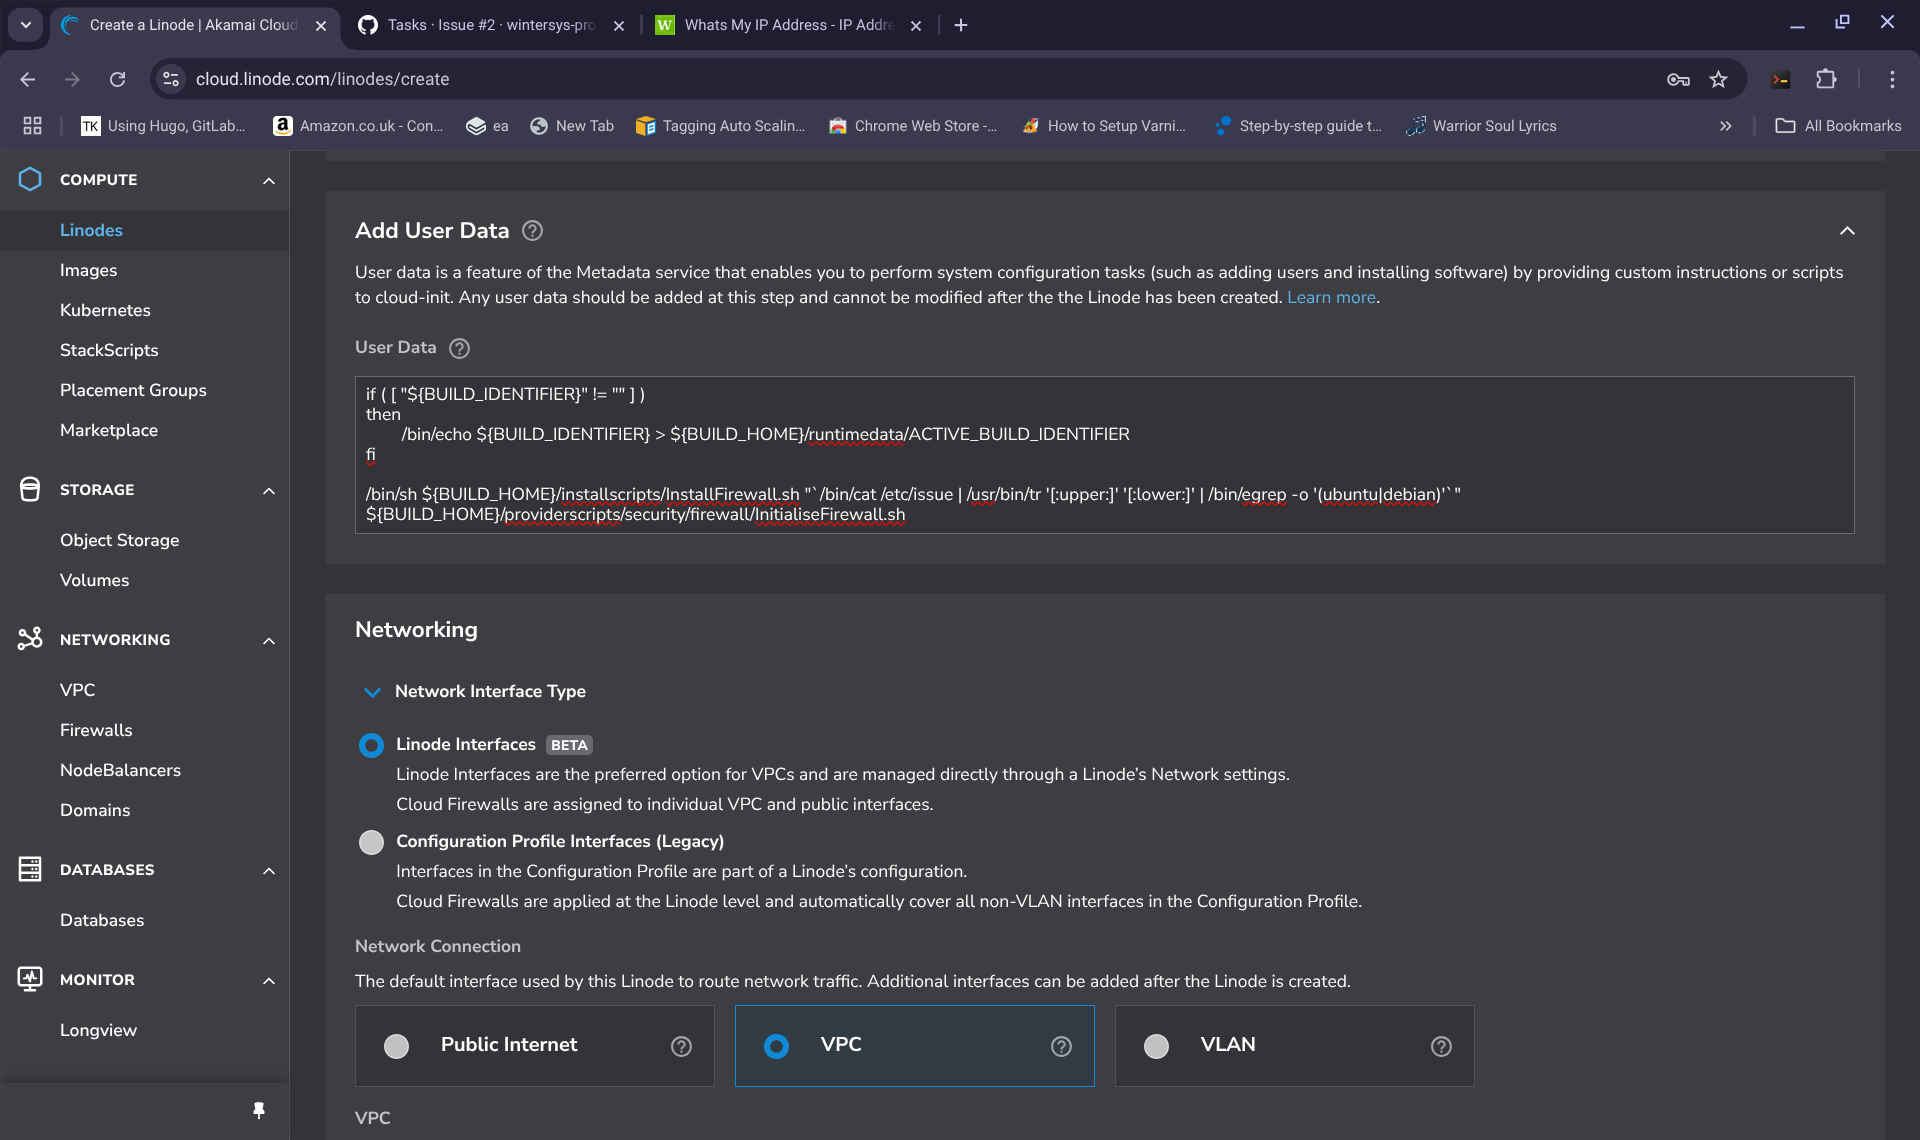 Create a Linode | Akamai Cloud
Tasks · Issue #2 · wintersys-pro
Whats My IP Address - IP Addre
cloud.linode.com/linodes/create
TK Using Hugo, GitLab...
Amazon.co.uk - Con...
ea
New Tab
Tagging Auto Scalin...
Chrome Web Store -...
How to Setup Varni...
Step-by-step guide t...
Warrior Soul Lyrics
All Bookmarks
COMPUTE
Linodes
Images
Kubernetes
StackScripts
Placement Groups
Marketplace
STORAGE
Object Storage
Volumes
NETWORKING
VPC
Firewalls
NodeBalancers
Domains
DATABASES
Databases
MONITOR
Longview
Add User Data
User data is a feature of the Metadata service that enables you to perform system configuration tasks (such as adding users and installing software) by providing custom instructions or scripts
to cloud-init. Any user data should be added at this step and cannot be modified after the the Linode has been created. Learn more.
User Data
if ( [ "${BUILD_IDENTIFIER}" != "" ] )
then
/bin/echo ${BUILD_IDENTIFIER} > ${BUILD_HOME}/runtimedata/ACTIVE_BUILD_IDENTIFIER
fi
/bin/sh ${BUILD_HOME}/installscripts/InstallFirewall.sh "`/bin/cat /etc/issue | /usr/bin/tr '[:upper:]' '[:lower:]' | /bin/egrep -o '(ubuntu|debian)'`"
${BUILD_HOME}/providerscripts/security/firewall/InitialiseFirewall.sh
Networking
Network Interface Type
Linode Interfaces BETA
Linode Interfaces are the preferred option for VPCs and are managed directly through a Linode's Network settings.
Cloud Firewalls are assigned to individual VPC and public interfaces.
Configuration Profile Interfaces (Legacy)
Interfaces in the Configuration Profile are part of a Linode's configuration.
Cloud Firewalls are applied at the Linode level and automatically cover all non-VLAN interfaces in the Configuration Profile.
Network Connection
The default interface used by this Linode to route network traffic. Additional interfaces can be added after the Linode is created.
Public Internet
VPC
VLAN
VPC